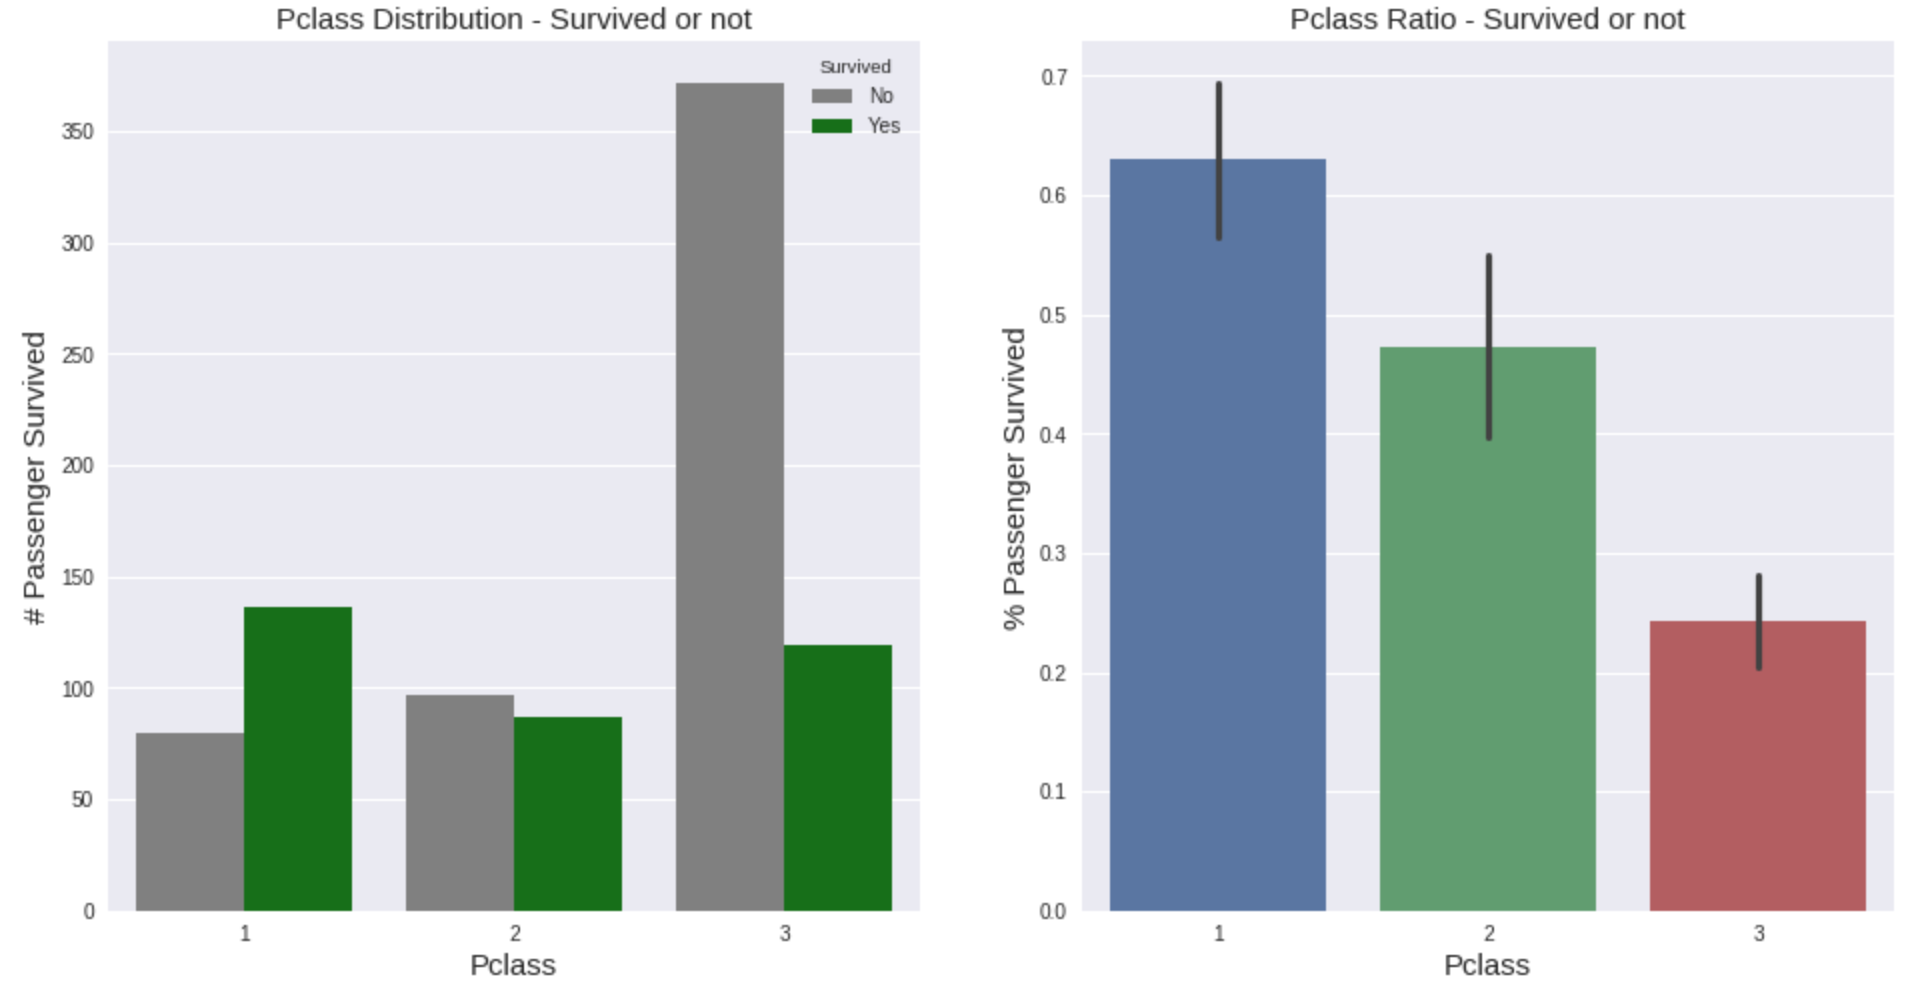 Pclass Distribution - Survived or not
Survived
No
Yes
350
300
250
200
150
100
50
0
# Passenger Survived
1 2 3
Pclass
Pclass Ratio - Survived or not
0.7
0.6
0.5
0.4
0.3
0.2
0.1
0.0
% Passenger Survived
1 2 3
Pclass